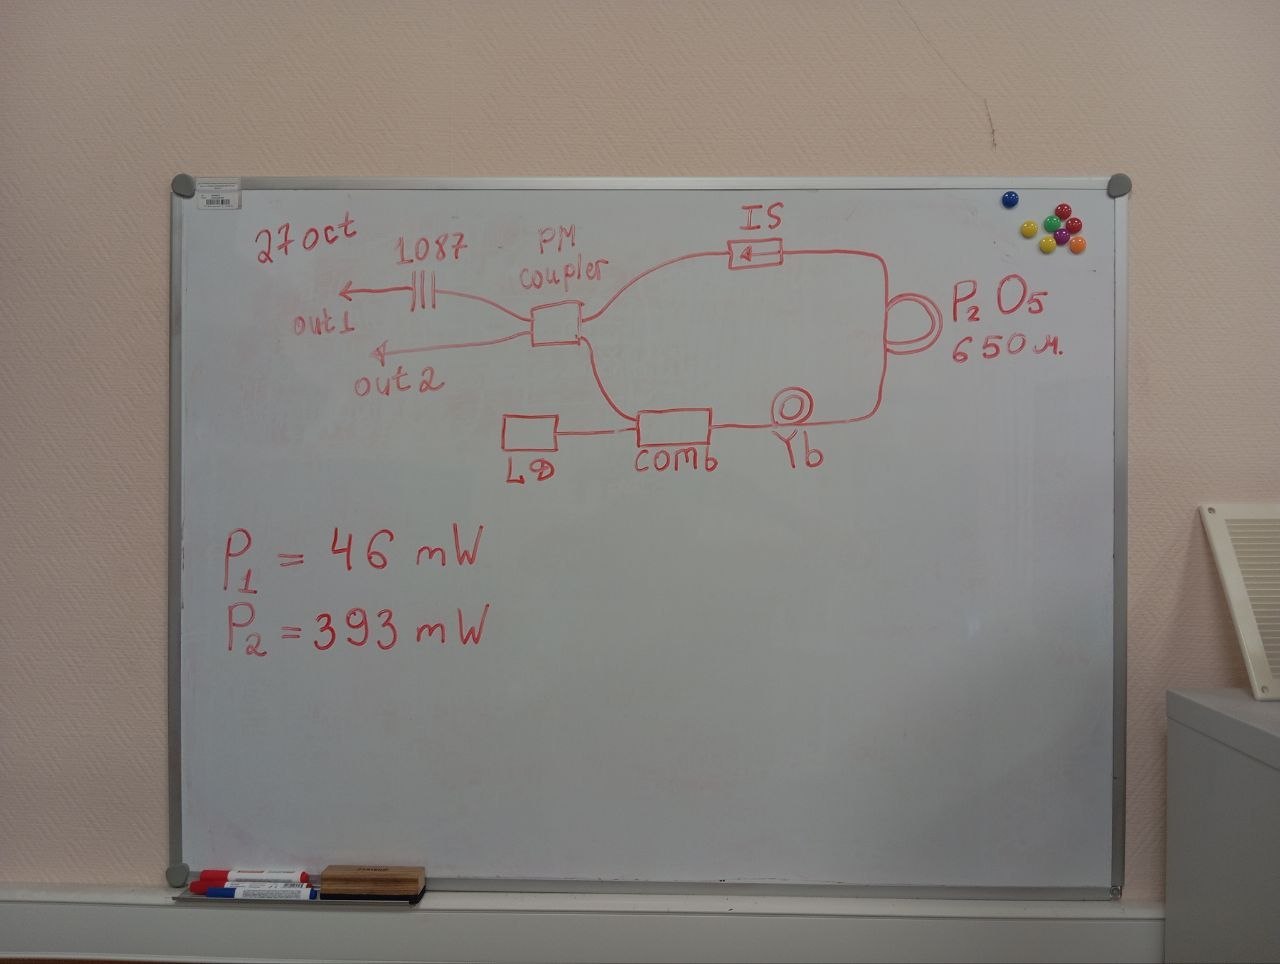 27 oct
1087
PM
coupler
IS
out 1
out 2
P₂O₅
650 м.
LD
comb
Yb
P₁ = 46 mW
P₂ = 393 mW